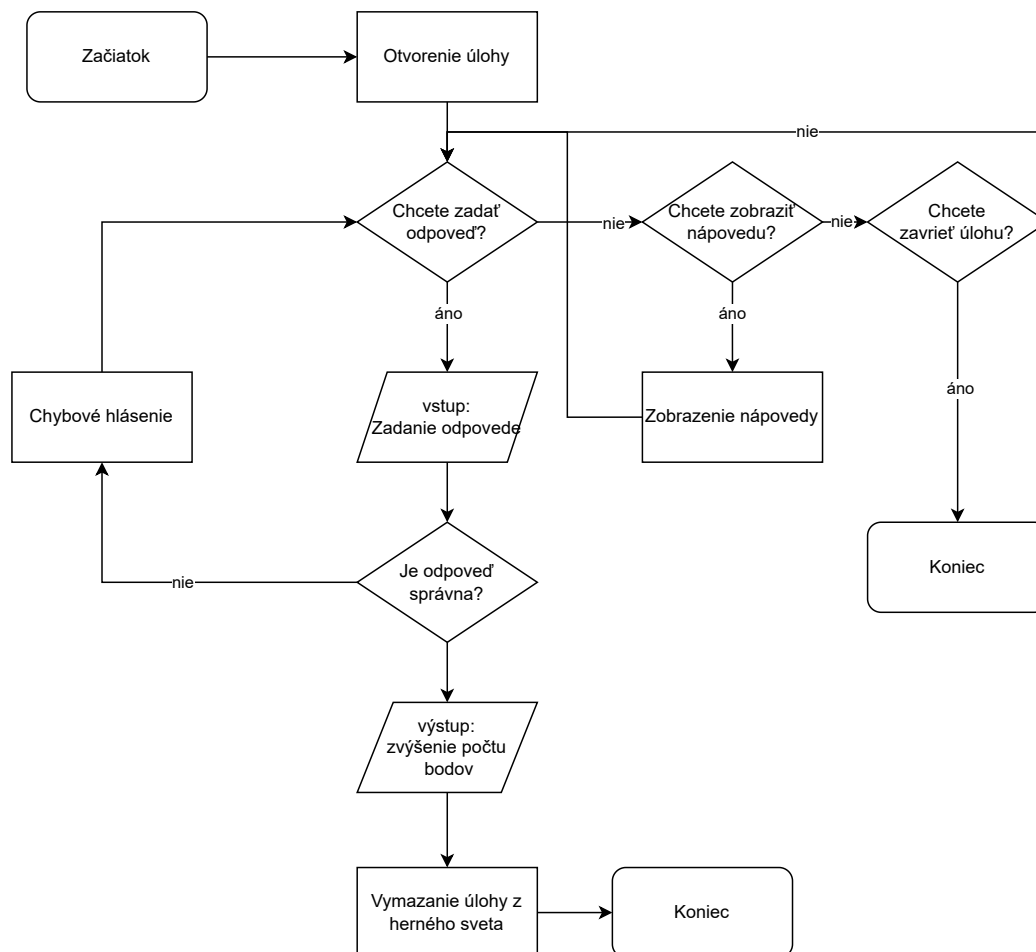 Začiatok
Otvorenie úlohy
nie
Chcete zadať
odpoveď?
nie
Chcete zobraziť
nápovedu?
nie
Chcete
zavrieť úlohu?
áno
áno
áno
Chybové hlásenie
vstup:
Zadanie odpovede
Zobrazenie nápovedy
Koniec
nie
Je odpoveď
správna?
výstup:
zvýšenie počtu
bodov
Vymazanie úlohy z
herného sveta
Koniec